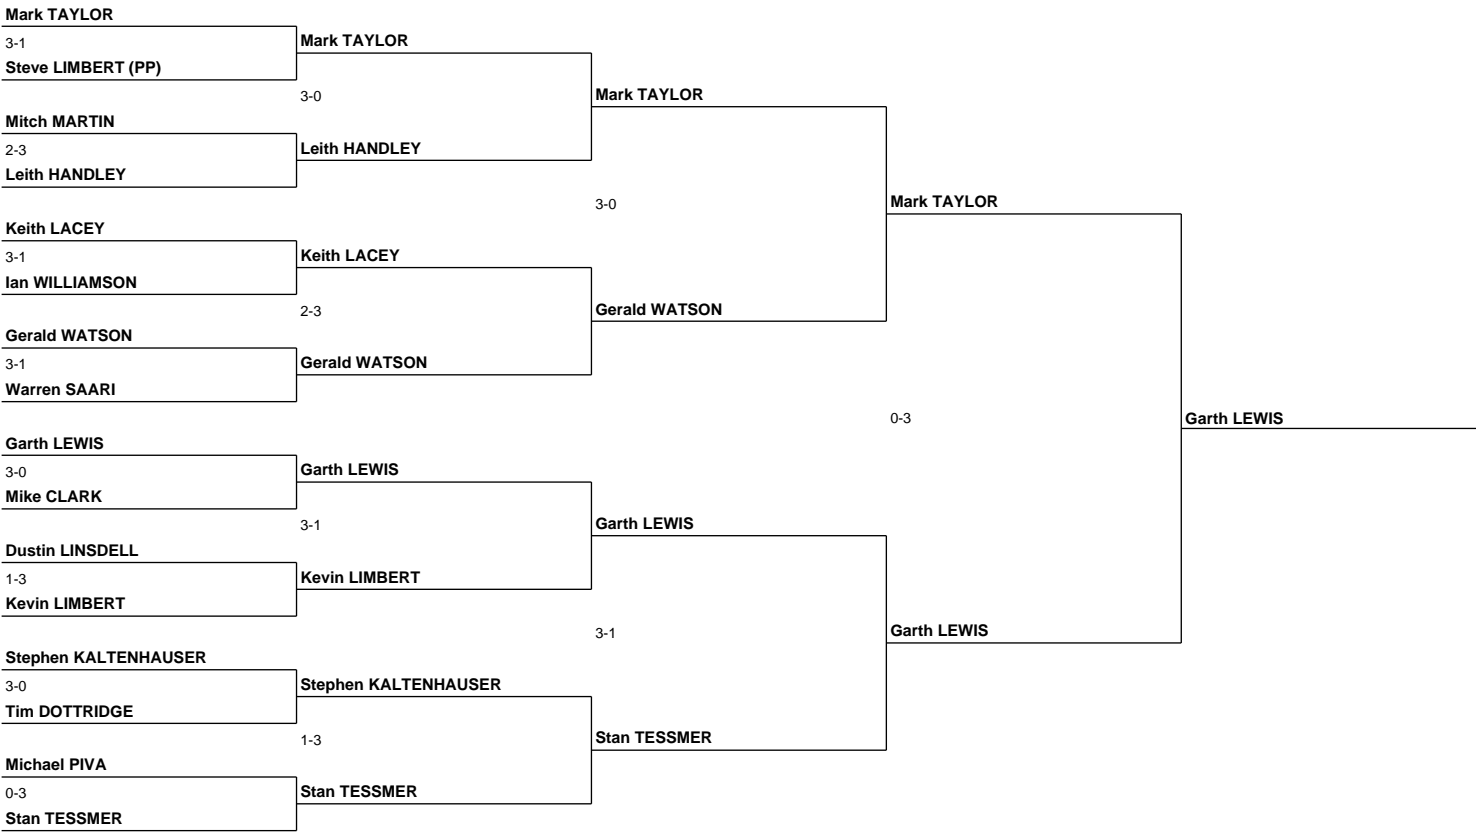 Mark TAYLOR
3-1
Steve LIMBERT (PP)
Mitch MARTIN
2-3
Leith HANDLEY
Keith LACEY
3-1
Ian WILLIAMSON
Gerald WATSON
3-1
Warren SAARI
Garth LEWIS
3-0
Mike CLARK
Dustin LINSDELL
1-3
Kevin LIMBERT
Stephen KALTENHAUSER
3-0
Tim DOTTRIDGE
Michael PIVA
0-3
Stan TESSMER
Mark TAYLOR
3-0
Leith HANDLEY
Keith LACEY
2-3
Gerald WATSON
Garth LEWIS
3-1
Kevin LIMBERT
Stephen KALTENHAUSER
1-3
Stan TESSMER
Mark TAYLOR
3-0
Gerald WATSON
Garth LEWIS
3-1
Stan TESSMER
Mark TAYLOR
0-3
Garth LEWIS
Garth LEWIS